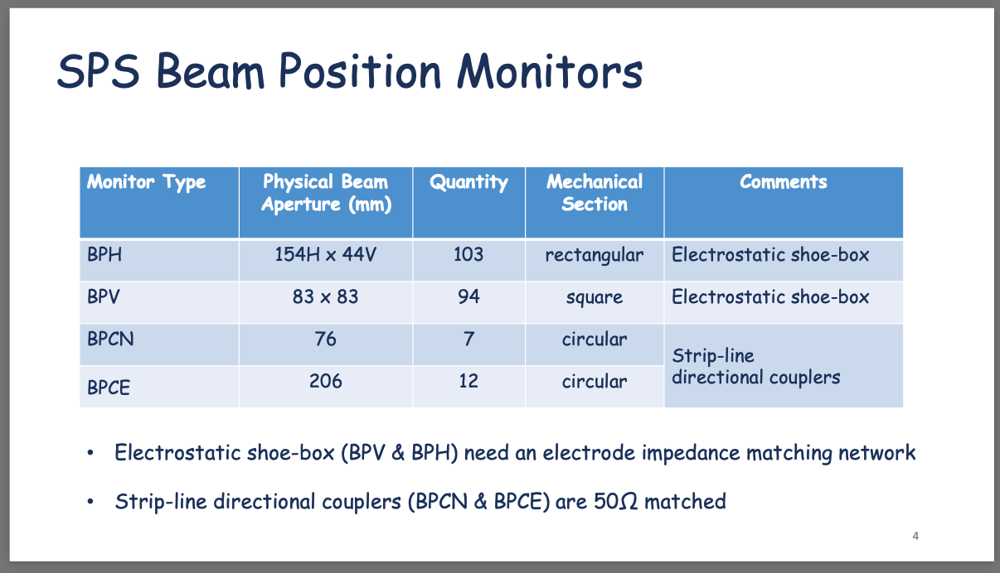 SPS Beam Position Monitors
Monitor Type
Physical Beam
Aperture (mm)
Quantity
Mechanical
Section
Comments
BPH
154H x 44V
103
rectangular
Electrostatic shoe-box
BPV
83 x 83
94
square
Electrostatic shoe-box
BPCN
76
7
circular
Strip-line
directional couplers
BPCE
206
12
circular
• Electrostatic shoe-box (BPV & BPH) need an electrode impedance matching network
• Strip-line directional couplers (BPCN & BPCE) are 50Ω matched
4